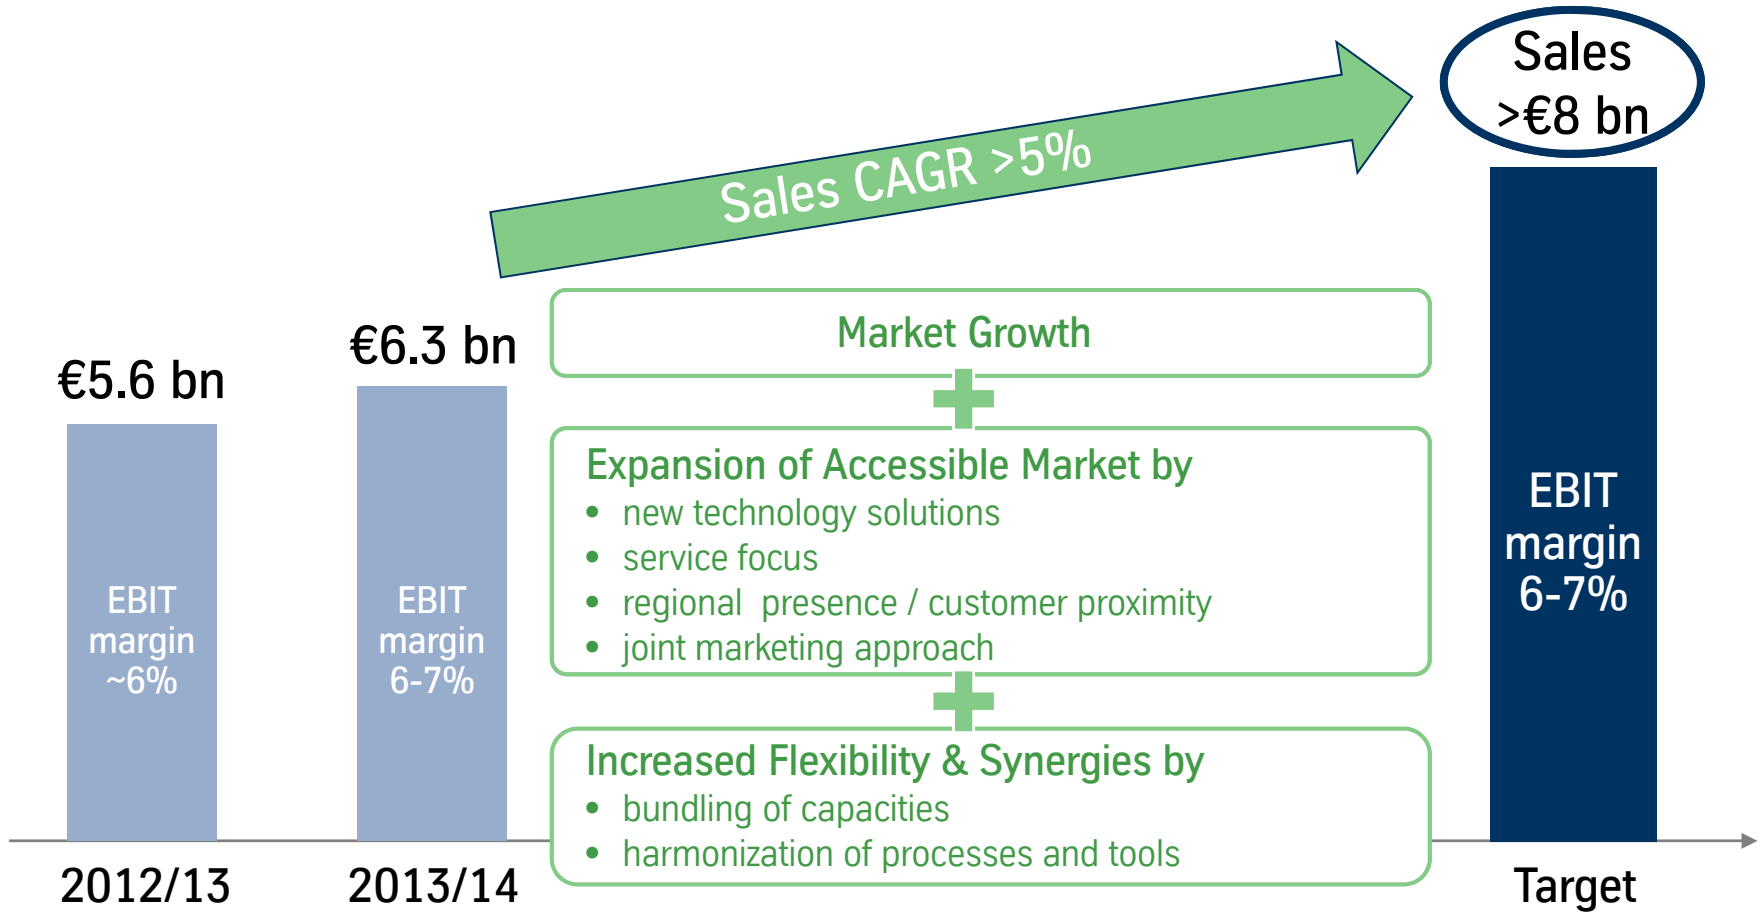 Sales
>€8 bn
Sales CAGR >5%
€5.6 bn
€6.3 bn
Market Growth
Expansion of Accessible Market by
• new technology solutions
• service focus
• regional presence / customer proximity
• joint marketing approach
Increased Flexibility & Synergies by
• bundling of capacities
• harmonization of processes and tools
EBIT
margin
~6%
EBIT
margin
6-7%
EBIT
margin
6-7%
2012/13
2013/14
Target